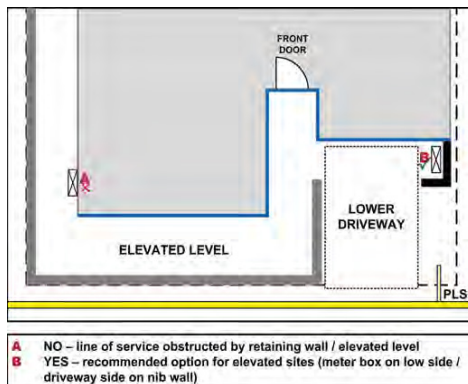 FRONT
DOOR
A
B
LOWER
DRIVEWAY
ELEVATED LEVEL
PLS
A NO – line of service obstructed by retaining wall / elevated level
B YES – recommended option for elevated sites (meter box on low side /
driveway side on nib wall)